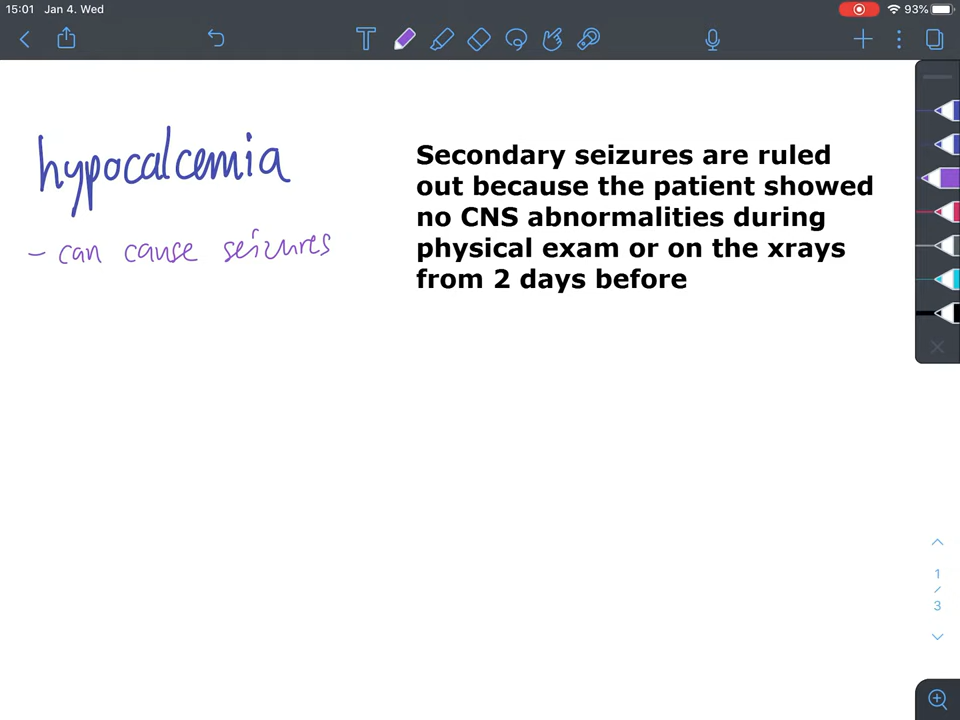 15:01 Jan 4. Wed
93%
T
hypocalcemia
- can cause seizures
Secondary seizures are ruled
out because the patient showed
no CNS abnormalities during
physical exam or on the xrays
from 2 days before
1
/
3